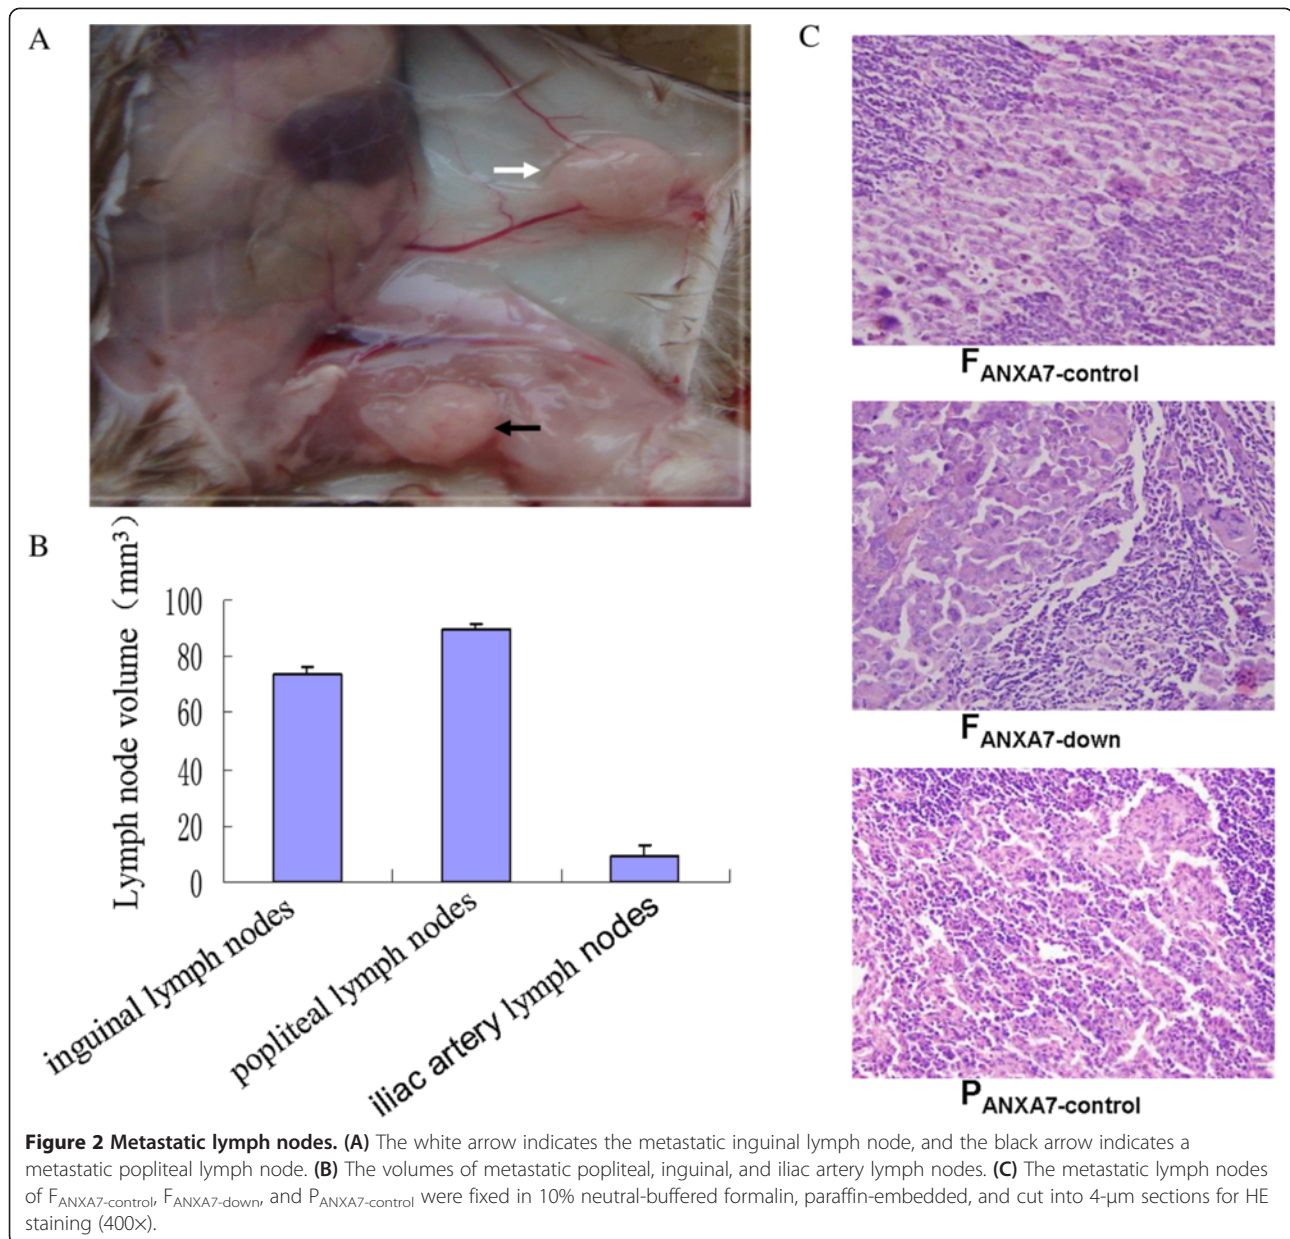 A
B
Lymph node volume (mm³)
100
80
60
40
20
0
inguinal lymph nodes
popliteal lymph nodes
iliac artery lymph nodes
C
F ANXA7-control
F ANXA7-down
P ANXA7-control
Figure 2 Metastatic lymph nodes. (A) The white arrow indicates the metastatic inguinal lymph node, and the black arrow indicates a
metastatic popliteal lymph node. (B) The volumes of metastatic popliteal, inguinal, and iliac artery lymph nodes. (C) The metastatic lymph nodes
of FANXA7-control, FANXA7-down, and PANXA7-control were fixed in 10% neutral-buffered formalin, paraffin-embedded, and cut into 4-μm sections for HE
staining (400×).